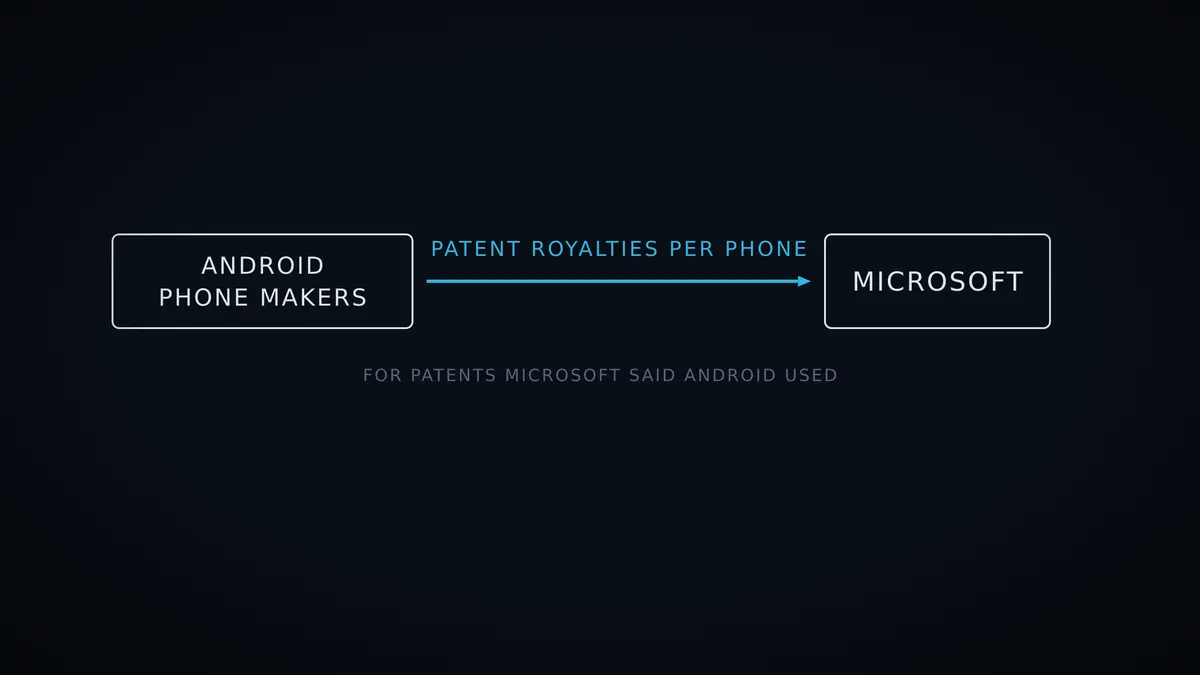 ANDROID
PHONE MAKERS
PATENT ROYALTIES PER PHONE
MICROSOFT
FOR PATENTS MICROSOFT SAID ANDROID USED